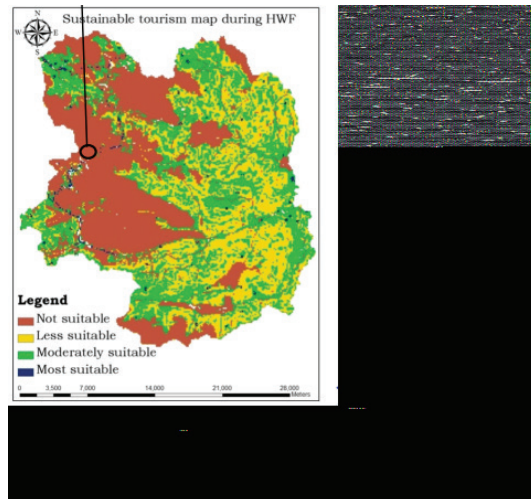 Sustainable tourism map during HWF
N
W E
S
Legend
Not suitable
Less suitable
Moderately suitable
Most suitable
0 3,500 7,000 14,000 21,000 28,000
Meters